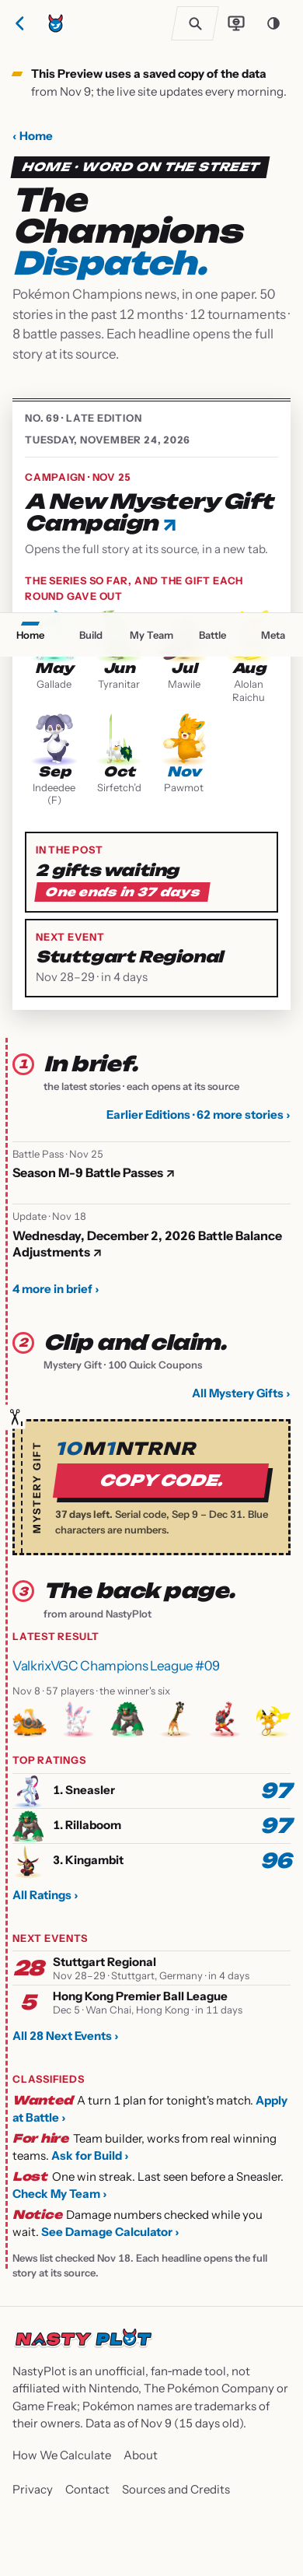 This Preview uses a saved copy of the data
from Nov 9; the live site updates every morning.
‹ Home
HOME · WORD ON THE STREET
The
Champions
Dispatch.
Pokémon Champions news, in one paper. 50
stories in the past 12 months · 12 tournaments ·
8 battle passes. Each headline opens the full
story at its source.
NO. 69 · LATE EDITION
TUESDAY, NOVEMBER 24, 2026
CAMPAIGN · NOV 25
A New Mystery Gift
Campaign ↗
Opens the full story at its source, in a new tab.
THE SERIES SO FAR, AND THE GIFT EACH
ROUND GAVE OUT
Home Build My Team Battle Meta
May Jun Jul Aug
Gallade Tyranitar Mawile Alolan
Raichu
Sep Oct Nov
Indeedee Sirfetch'd Pawmot
(F)
IN THE POST
2 gifts waiting
One ends in 37 days
NEXT EVENT
Stuttgart Regional
Nov 28–29 · in 4 days
1 In brief.
the latest stories · each opens at its source
Earlier Editions · 62 more stories ›
Battle Pass · Nov 25
Season M-9 Battle Passes ↗
Update · Nov 18
Wednesday, December 2, 2026 Battle Balance
Adjustments ↗
4 more in brief ›
2 Clip and claim.
Mystery Gift · 100 Quick Coupons
All Mystery Gifts ›
MYSTERY GIFT
10M1NTRNR
COPY CODE.
37 days left. Serial code, Sep 9 – Dec 31. Blue
characters are numbers.
3 The back page.
from around NastyPlot
LATEST RESULT
ValkrixVGC Champions League #09
Nov 8 · 57 players · the winner's six
TOP RATINGS
1. Sneasler 97
1. Rillaboom 97
3. Kingambit 96
All Ratings ›
NEXT EVENTS
28 Stuttgart Regional
Nov 28–29 · Stuttgart, Germany · in 4 days
5 Hong Kong Premier Ball League
Dec 5 · Wan Chai, Hong Kong · in 11 days
All 28 Next Events ›
CLASSIFIEDS
Wanted A turn 1 plan for tonight's match. Apply
at Battle ›
For hire Team builder, works from real winning
teams. Ask for Build ›
Lost One win streak. Last seen before a Sneasler.
Check My Team ›
Notice Damage numbers checked while you
wait. See Damage Calculator ›
News list checked Nov 18. Each headline opens the full
story at its source.
NASTY PLOT
NastyPlot is an unofficial, fan-made tool, not
affiliated with Nintendo, The Pokémon Company or
Game Freak; Pokémon names are trademarks of
their owners. Data as of Nov 9 (15 days old).
How We Calculate About
Privacy Contact Sources and Credits